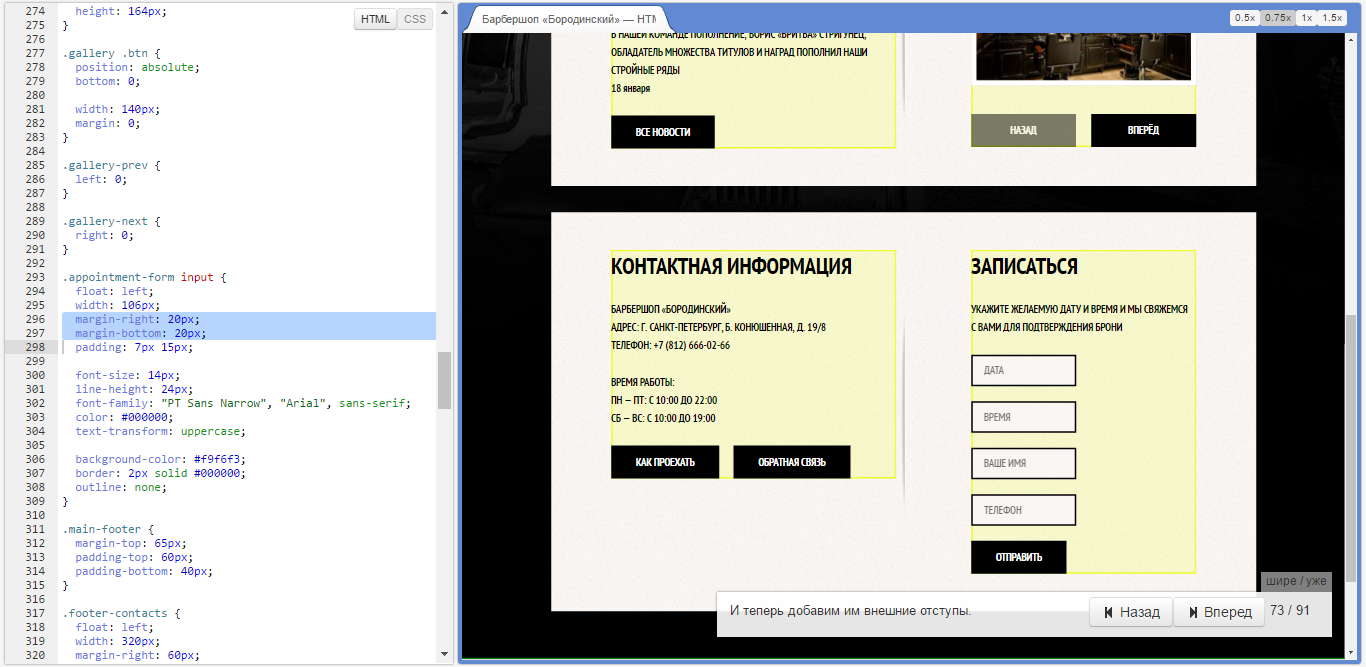 HTML
CSS
274 height: 164px;
275 }
276
277 .gallery .btn {
278 position: absolute;
279 bottom: 0;
280
281 width: 140px;
282 margin: 0;
283 }
284
285 .gallery-prev {
286 left: 0;
287 }
288
289 .gallery-next {
290 right: 0;
291 }
292
293 .appointment-form input {
294 float: left;
295 width: 106px;
296 margin-right: 20px;
297 margin-bottom: 20px;
298 padding: 7px 15px;
299
300 font-size: 14px;
301 line-height: 24px;
302 font-family: "PT Sans Narrow", "Arial", sans-serif;
303 color: #000000;
304 text-transform: uppercase;
305
306 background-color: #f9f6f3;
307 border: 2px solid #000000;
308 outline: none;
309 }
310
311 .main-footer {
312 margin-top: 65px;
313 padding-top: 60px;
314 padding-bottom: 40px;
315 }
316
317 .footer-contacts {
318 float: left;
319 width: 320px;
320 margin-right: 60px;
Барбершоп «Бородинский» — HTM
0.5x 0.75x 1x 1.5x
В НАШЕЙ КОМАНДЕ ПОПОЛНЕНИЕ, БОРИС «БРИТВА» СТРИГУНЕЦ,
ОБЛАДАТЕЛЬ МНОЖЕСТВА ТИТУЛОВ И НАГРАД ПОПОЛНИЛ НАШИ
СТРОЙНЫЕ РЯДЫ
18 января
ВСЕ НОВОСТИ
НАЗАД
ВПЕРЁД
КОНТАКТНАЯ ИНФОРМАЦИЯ
БАРБЕРШОП «БОРОДИНСКИЙ»
АДРЕС: Г. САНКТ-ПЕТЕРБУРГ, Б. КОНЮШЕННАЯ, Д. 19/8
ТЕЛЕФОН: +7 (812) 666-02-66
ВРЕМЯ РАБОТЫ:
ПН – ПТ: С 10:00 ДО 22:00
СБ – ВС: С 10:00 ДО 19:00
КАК ПРОЕХАТЬ
ОБРАТНАЯ СВЯЗЬ
ЗАПИСАТЬСЯ
УКАЖИТЕ ЖЕЛАЕМУЮ ДАТУ И ВРЕМЯ И МЫ СВЯЖЕМСЯ
С ВАМИ ДЛЯ ПОДТВЕРЖДЕНИЯ БРОНИ
ДАТА
ВРЕМЯ
ВАШЕ ИМЯ
ТЕЛЕФОН
ОТПРАВИТЬ
шире / уже
И теперь добавим им внешние отступы.
Назад
Вперед
73 / 91